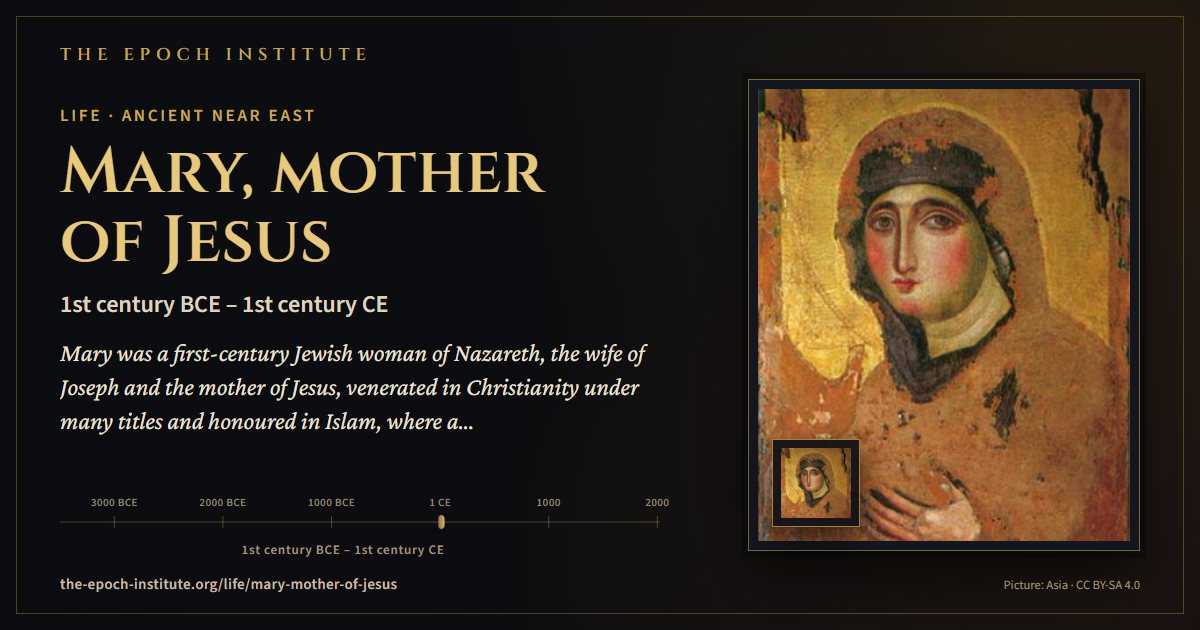 THE EPOCH INSTITUTE
LIFE · ANCIENT NEAR EAST
Mary, mother
of Jesus
1st century BCE – 1st century CE
Mary was a first-century Jewish woman of Nazareth, the wife of
Joseph and the mother of Jesus, venerated in Christianity under
many titles and honoured in Islam, where a...
3000 BCE 2000 BCE 1000 BCE 1 CE 1000 2000
1st century BCE – 1st century CE
the-epoch-institute.org/life/mary-mother-of-jesus
Picture: Asia · CC BY-SA 4.0